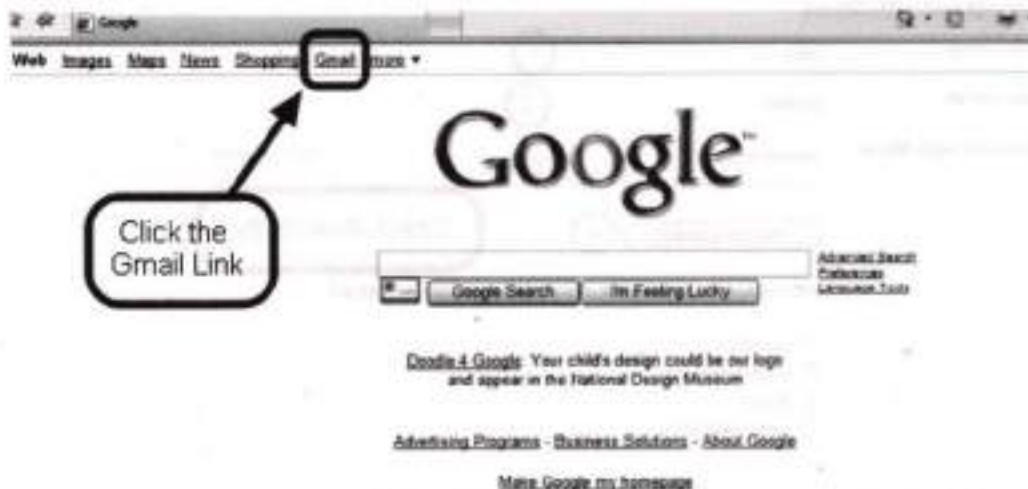 Google
Web Images Maps News Shopping Gmail more ▼
Google™
Click the
Gmail Link
Advanced Search
Preferences
Language Tools
Google Search I'm Feeling Lucky
Doodle 4 Google: Your child's design could be our logo
and appear in the National Design Museum
Advertising Programs - Business Solutions - About Google
Make Google my homepage